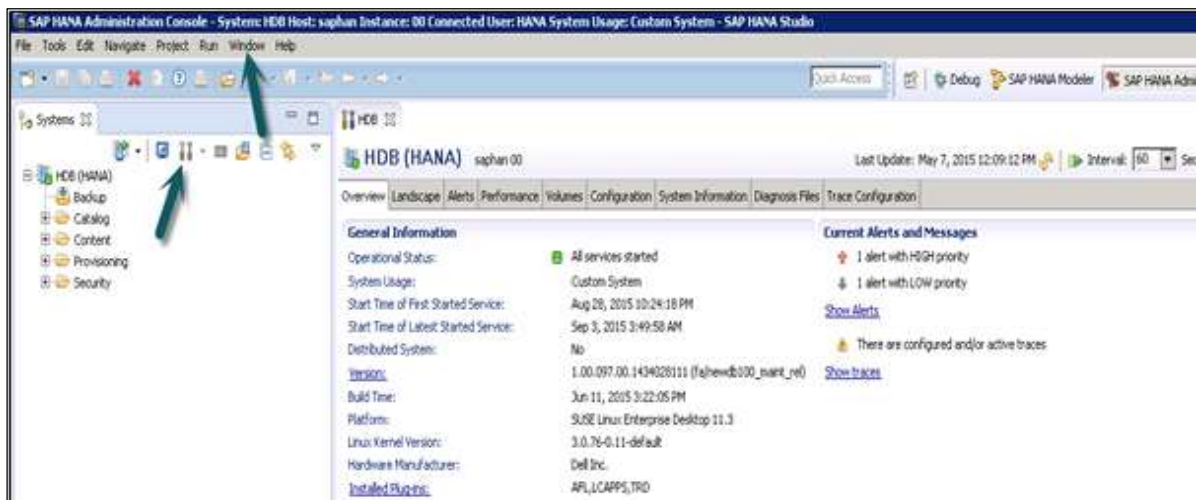 SAP HANA Administration Console - System: HDB Host: saphan Instance: 00 Connected User: HANA System Usage: Custom System - SAP HANA Studio
File Tools Edit Navigate Project Run Window Help
Quick Access Debug SAP HANA Modeler SAP HANA Admi
Systems
HDB
HDB (HANA) saphan 00
Last Update: May 7, 2015 12:09:12 PM Interval: 60 Sec
HDB (HANA)
Backup
Catalog
Content
Provisioning
Security
Overview Landscape Alerts Performance Volumes Configuration System Information Diagnosis Files Trace Configuration
General Information
Operational Status: All services started
System Usage: Custom System
Start Time of First Started Service: Aug 28, 2015 10:24:18 PM
Start Time of Latest Started Service: Sep 3, 2015 3:49:58 AM
Distributed System: No
Version: 1.00.097.00.1434028111 (fa/newdb100_maint_rel)
Build Time: Jun 11, 2015 3:22:05 PM
Platform: SUSE Linux Enterprise Desktop 11.3
Linux Kernel Version: 3.0.76-0.11-default
Hardware Manufacturer: Dell Inc.
Installed Plug-ins: AFL,LCAPPS,TRD
Current Alerts and Messages
1 alert with HIGH priority
1 alert with LOW priority
Show Alerts
There are configured and/or active traces
Show traces